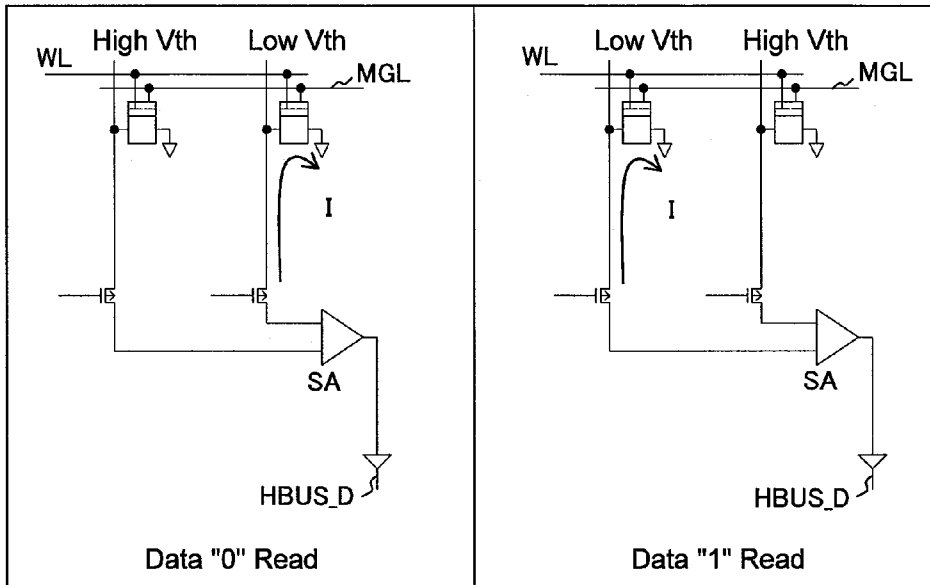 High Vth Low Vth
WL
MGL
I
SA
HBUS_D
Data "0" Read
Low Vth High Vth
WL
MGL
I
SA
HBUS_D
Data "1" Read